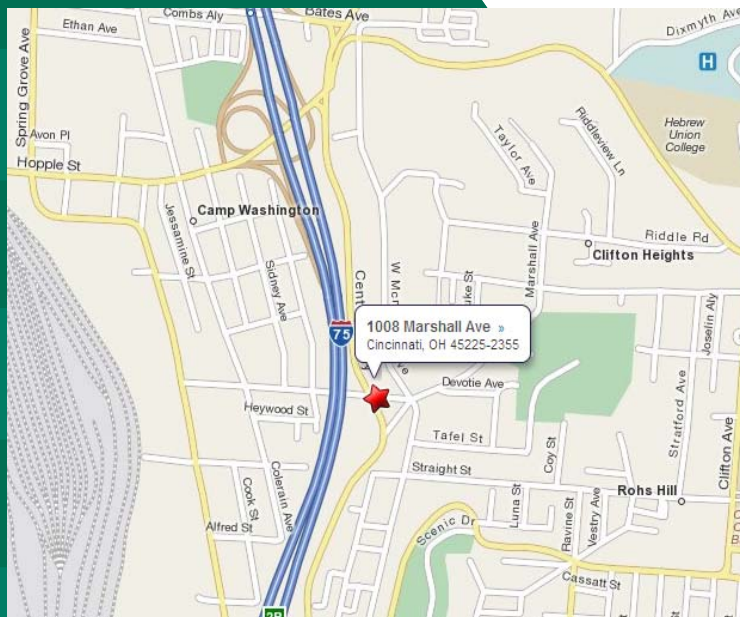 Combs Aly
Bates Ave
Dixmyth Ave
Ethan Ave
H
Spring Grove Ave
Avon Pl
Hebrew
Union
College
Hopple St
Taylor Ave
Riddleview Ln
Jessamine St
Camp Washington
Riddle Rd
Clifton Heights
Sidney Ave
Marshall Ave
75
1008 Marshall Ave »
Cincinnati, OH 45225-2355
Joselin Aly
Devotie Ave
Heywood St
Stratford Ave
Clifton Ave
Tafel St
Straight St
Coy St
Rohs Hill
Cook St
Colerain Ave
Luna St
Ravine St
Vestry Ave
Alfred St
Scenic Dr
Cassatt St